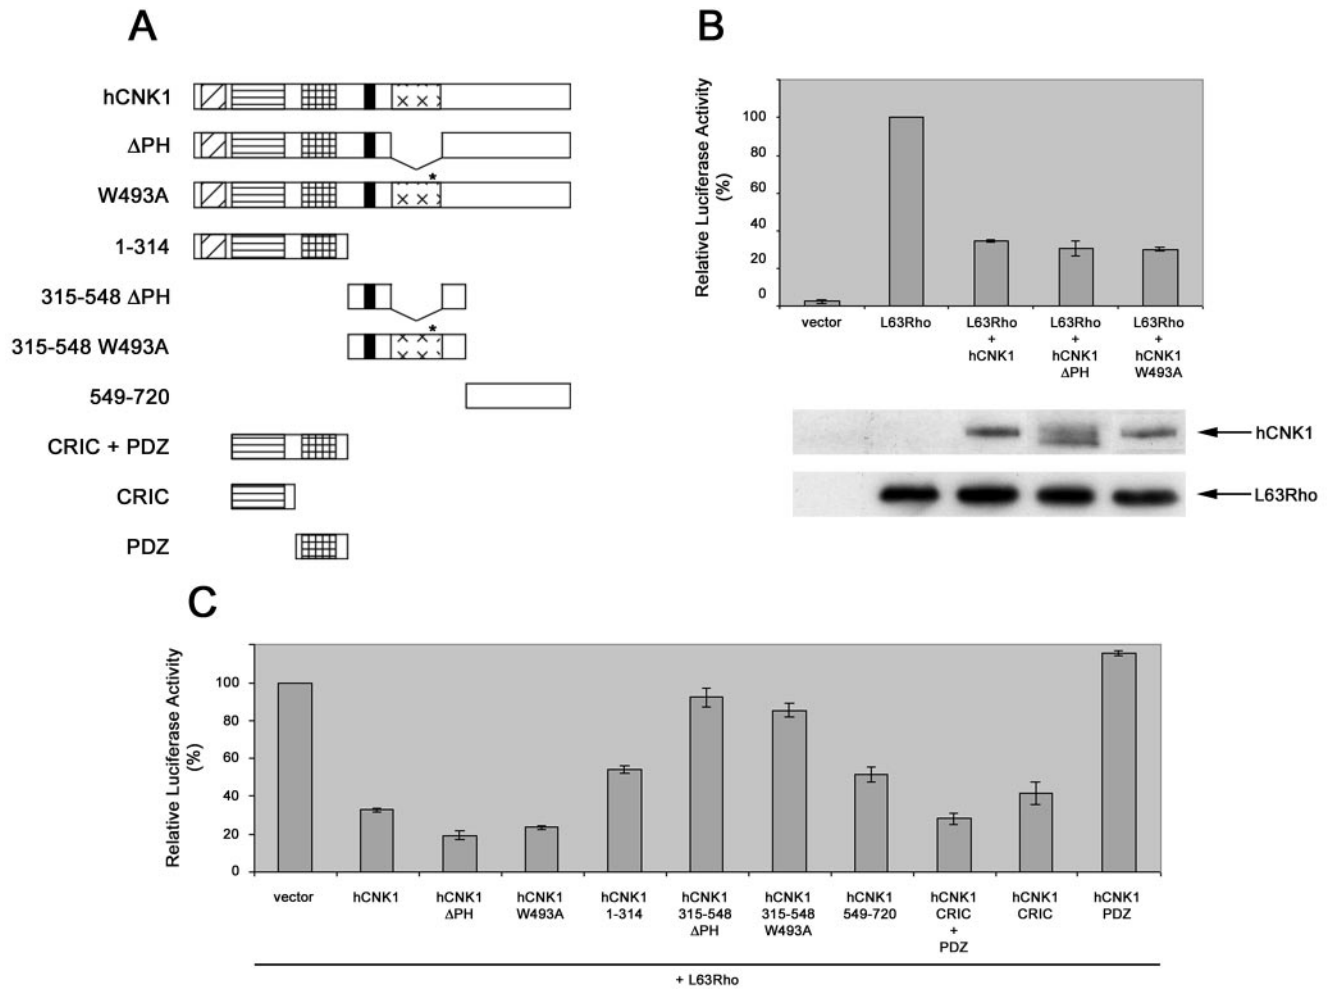 A
hCNK1
ΔPH
*
W493A
1-314
315-548 ΔPH
*
315-548 W493A
549-720
CRIC + PDZ
CRIC
PDZ
B
Relative Luciferase Activity
(%)
100
80
60
40
20
0
vector
L63Rho
L63Rho
+
hCNK1
L63Rho
+
hCNK1
ΔPH
L63Rho
+
hCNK1
W493A
hCNK1
L63Rho
C
Relative Luciferase Activity
(%)
100
80
60
40
20
0
vector
hCNK1
hCNK1
ΔPH
hCNK1
W493A
hCNK1
1-314
hCNK1
315-548
ΔPH
hCNK1
315-548
W493A
hCNK1
549-720
hCNK1
CRIC
+
PDZ
hCNK1
CRIC
hCNK1
PDZ
+ L63Rho